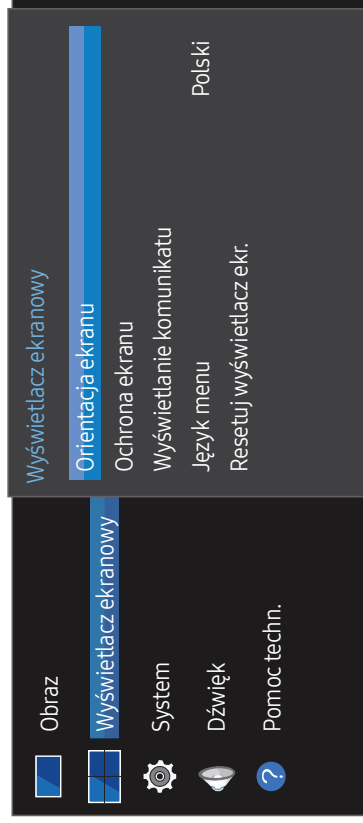 Obraz
Wyświetlacz ekranowy
System
Dźwięk
Pomoc techn.
Wyświetlacz ekranowy
Orientacja ekranu
Ochrona ekranu
Wyświetlanie komunikatu
Język menu Polski
Resetuj wyświetlacz ekr.